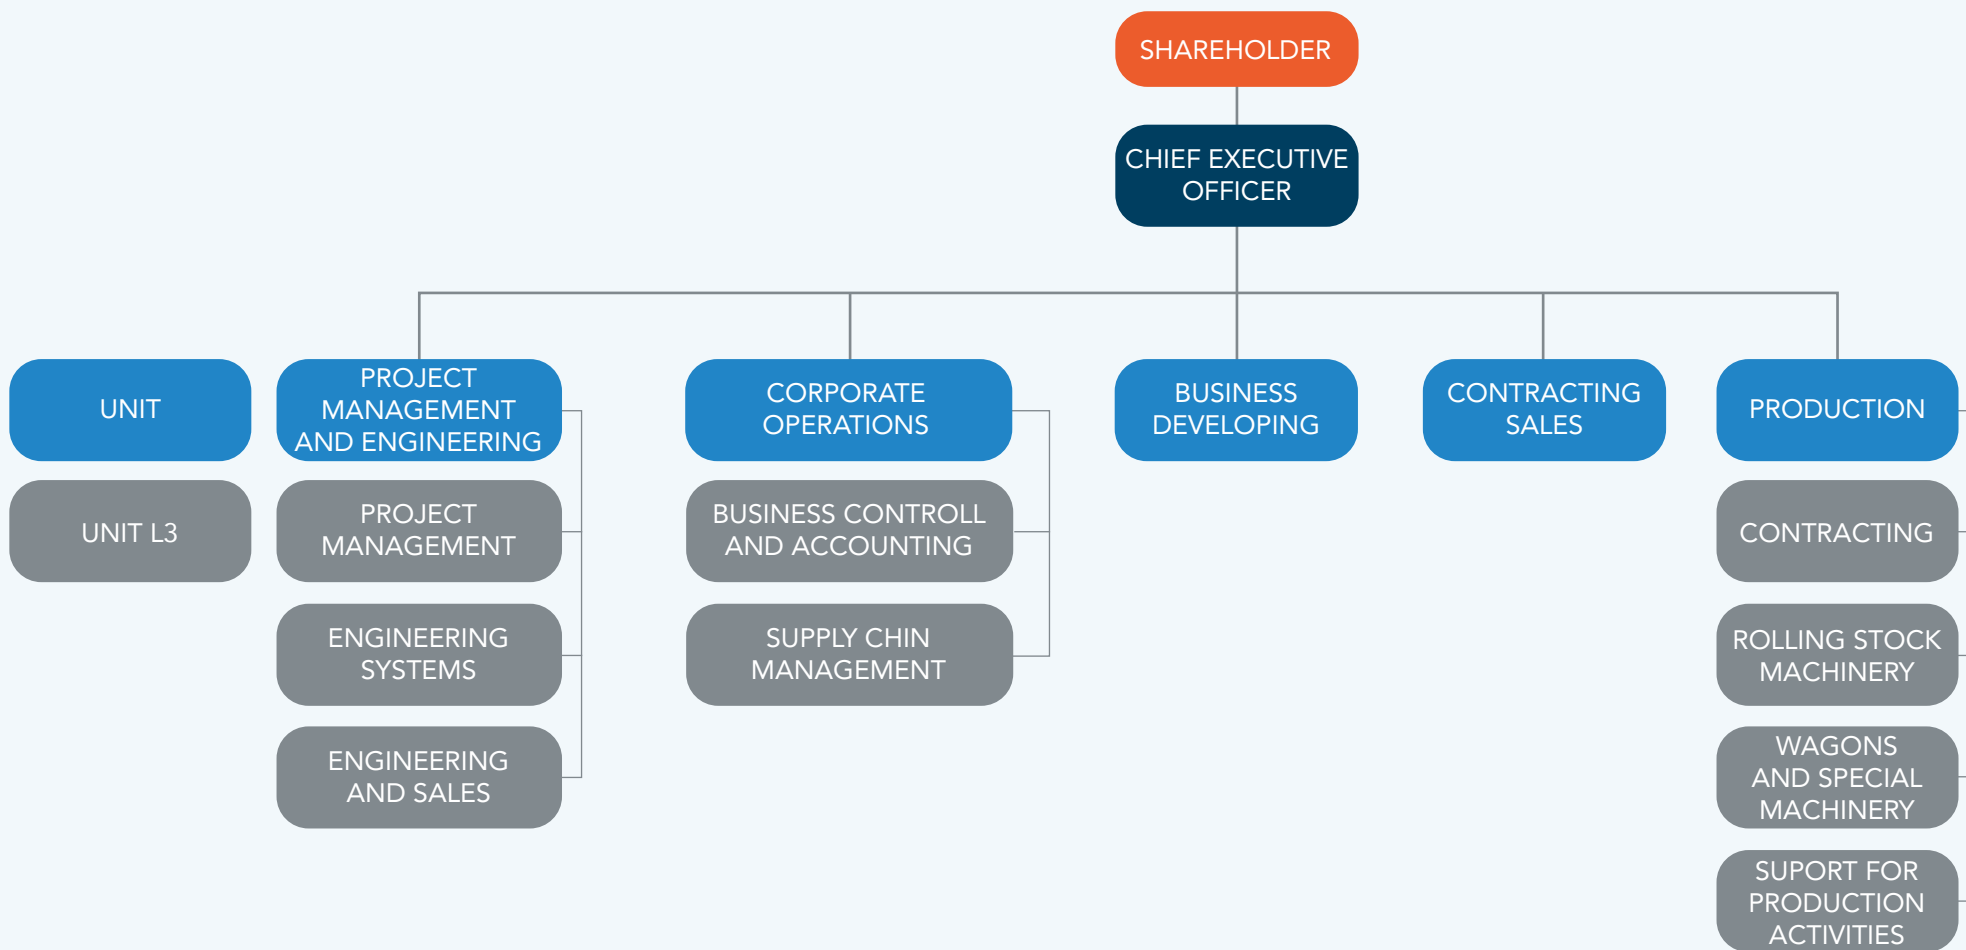 SHAREHOLDER
CHIEF EXECUTIVE
OFFICER
UNIT
PROJECT
MANAGEMENT
AND ENGINEERING
CORPORATE
OPERATIONS
BUSINESS
DEVELOPING
CONTRACTING
SALES
PRODUCTION
UNIT L3
PROJECT
MANAGEMENT
BUSINESS CONTROLL
AND ACCOUNTING
CONTRACTING
ENGINEERING
SYSTEMS
SUPPLY CHIN
MANAGEMENT
ROLLING STOCK
MACHINERY
ENGINEERING
AND SALES
WAGONS
AND SPECIAL
MACHINERY
SUPORT FOR
PRODUCTION
ACTIVITIES